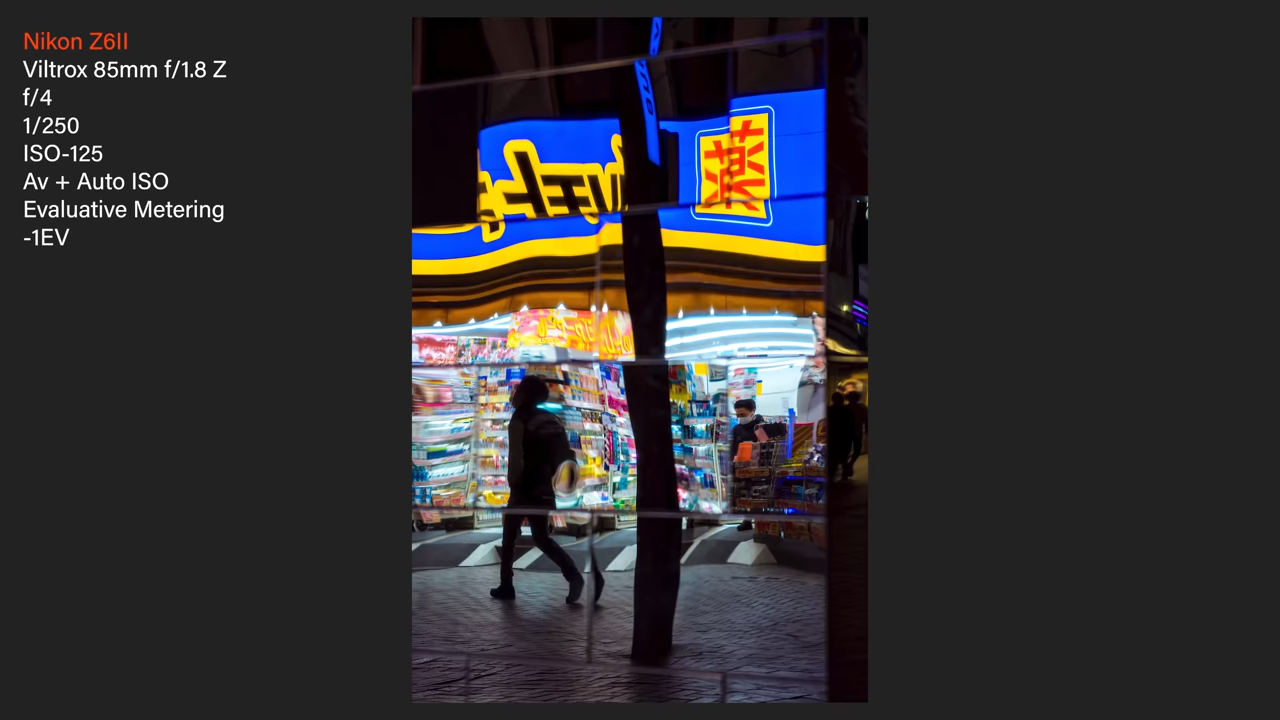 Nikon Z6II
Viltrox 85mm f/1.8 Z
f/4
1/250
ISO-125
Av + Auto ISO
Evaluative Metering
-1EV
薬